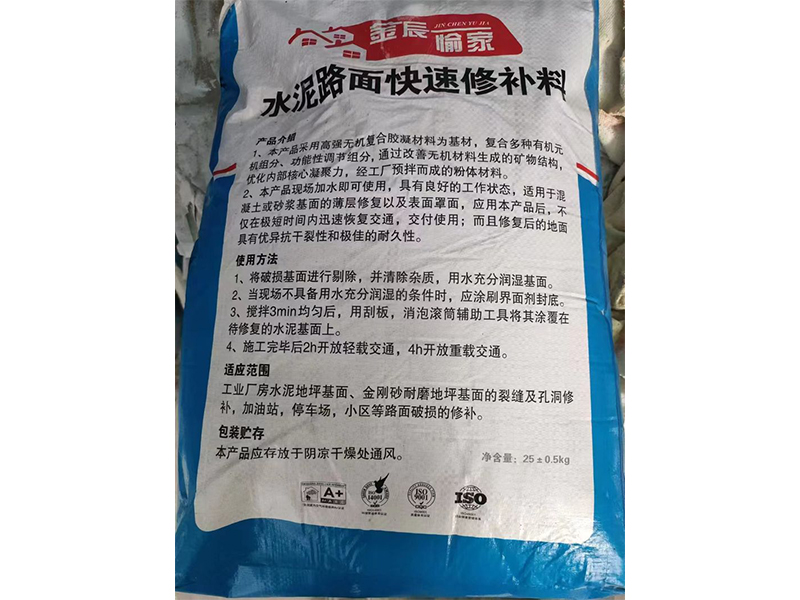 金辰
JIN CHEN YU JIA
愉家
水泥路面快速修补料
产品介绍
1、本产品采用高强无机复合胶凝材料为基材，复合多种有机元
机组分、功能性调节组分，通过改善无机材料生成的矿物结构，
优化内部核心凝聚力，经工厂预拌而成的粉体材料。
2、本产品现场加水即可使用，具有良好的工作状态，适用于混
凝土或砂浆基面的薄层修复以及表面罩面，应用本产品后，不
仅在极短时间内迅速恢复交通，交付使用；而且修复后的地面
具有优异抗干裂性和极佳的耐久性。
使用方法
1、将破损基面进行剔除，并清除杂质，用水充分润湿基面。
2、当现场不具备用水充分润湿的条件时，应涂刷界面剂封底。
3、搅拌3min均匀后，用刮板，消泡滚筒辅助工具将其涂覆在
待修复的水泥基面上。
4、施工完毕后2h开放轻载交通，4h开放重载交通。
适应范围
工业厂房水泥地坪基面、金刚砂耐磨地坪基面的裂缝及孔洞修
补，加油站，停车场，小区等路面破损的修补。
包装贮存
本产品应存放于阴凉干燥处通风。
净含量：25±0.5kg
A+
ISO
14001
ISO
9001
ISO